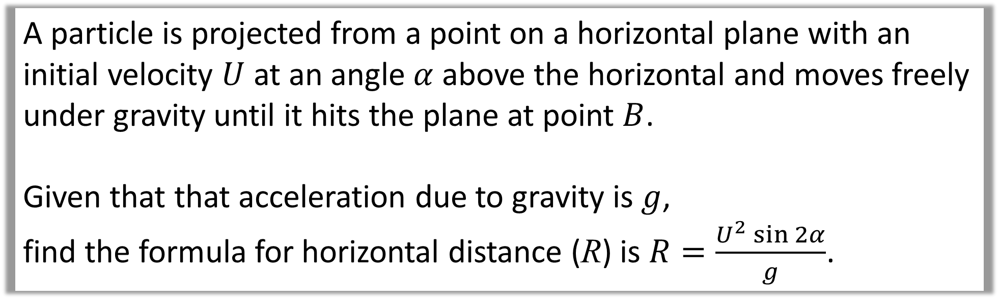 A particle is projected from a point on a horizontal plane with an
initial velocity U at an angle α above the horizontal and moves freely
under gravity until it hits the plane at point B.
Given that that acceleration due to gravity is g,
find the formula for horizontal distance (R) is R = U² sin 2α / g.